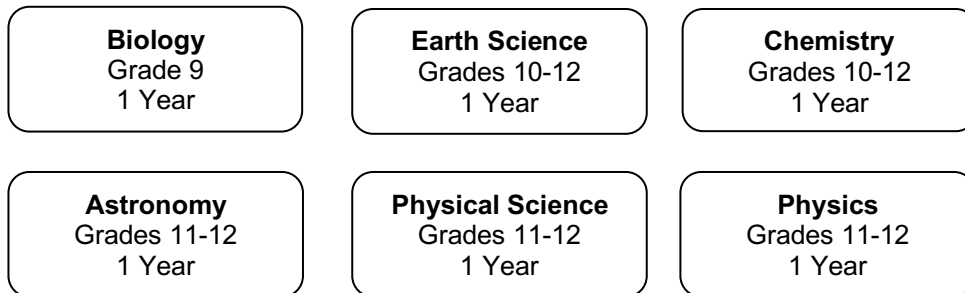 Biology
Grade 9
1 Year
Earth Science
Grades 10-12
1 Year
Chemistry
Grades 10-12
1 Year
Astronomy
Grades 11-12
1 Year
Physical Science
Grades 11-12
1 Year
Physics
Grades 11-12
1 Year